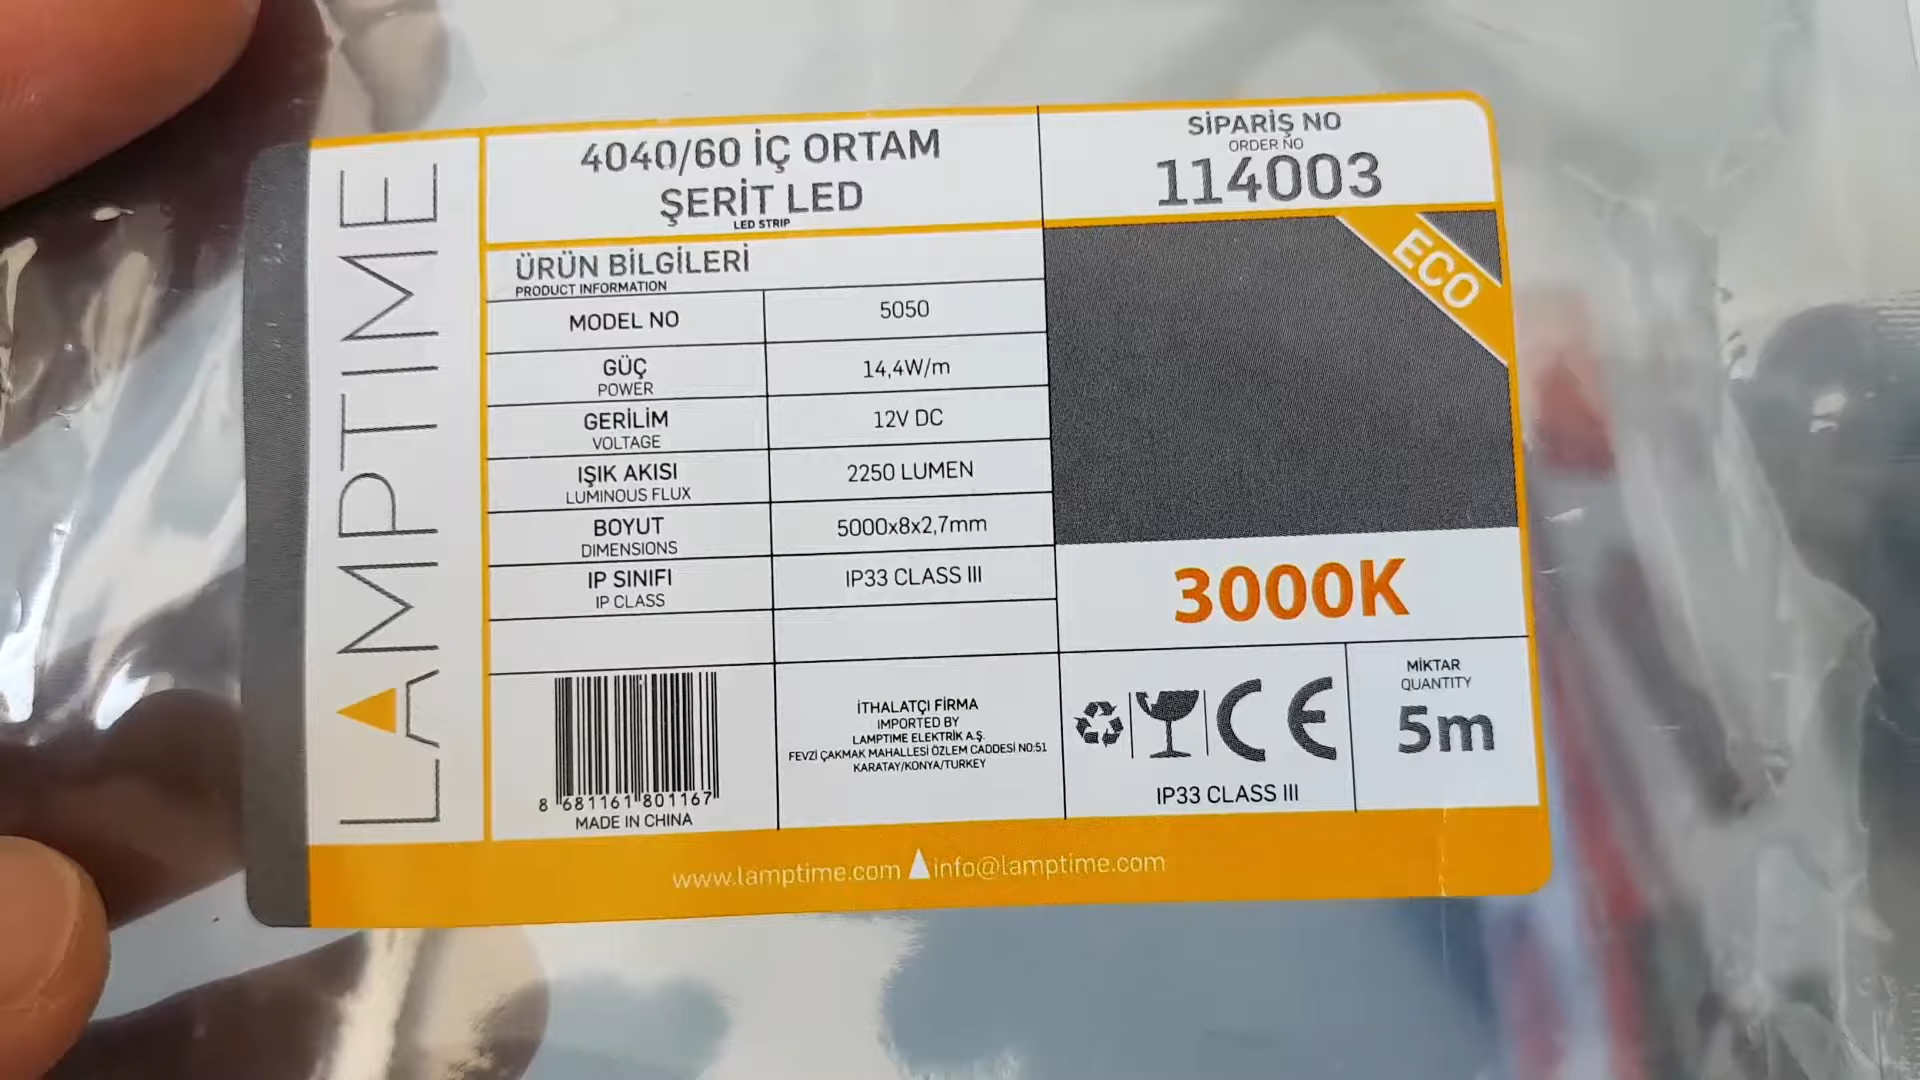 LAMPTIME
4040/60 İÇ ORTAM
ŞERİT LED
LED STRIP
SİPARİŞ NO
ORDER NO
114003
ECO
ÜRÜN BİLGİLERİ
PRODUCT INFORMATION
MODEL NO 5050
GÜÇ
POWER
14,4W/m
GERİLİM
VOLTAGE
12V DC
IŞIK AKISI
LUMINOUS FLUX
2250 LUMEN
BOYUT
DIMENSIONS
5000x8x2,7mm
IP SINIFI
IP CLASS
IP33 CLASS III
3000K
8 681161 801167
MADE IN CHINA
İTHALATÇI FİRMA
IMPORTED BY
LAMPTIME ELEKTRİK A.Ş.
FEVZİ ÇAKMAK MAHALLESİ ÖZLEM CADDESİ NO:51
KARATAY/KONYA/TURKEY
CE
IP33 CLASS III
MİKTAR
QUANTITY
5m
www.lamptime.com info@lamptime.com